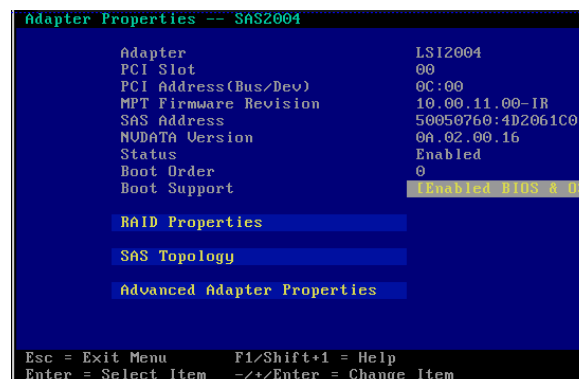 Adapter Properties -- SAS2004
Adapter LSI2004
PCI Slot 00
PCI Address(Bus/Dev) 0C:00
MPT Firmware Revision 10.00.11.00-IR
SAS Address 50050760:4D2061C0
NVDATA Version 0A.02.00.16
Status Enabled
Boot Order 0
Boot Support [Enabled BIOS & OS
RAID Properties
SAS Topology
Advanced Adapter Properties
Esc = Exit Menu F1/Shift+1 = Help
Enter = Select Item -/+/Enter = Change Item